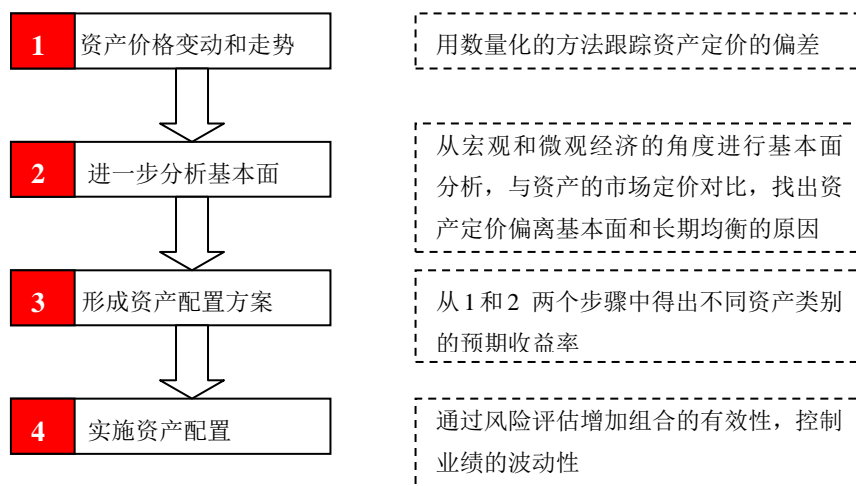 1 资产价格变动和走势
用数量化的方法跟踪资产定价的偏差
2 进一步分析基本面
从宏观和微观经济的角度进行基本面
分析，与资产的市场定价对比，找出资
产定价偏离基本面和长期均衡的原因
3 形成资产配置方案
从1和2 两个步骤中得出不同资产类别
的预期收益率
4 实施资产配置
通过风险评估增加组合的有效性，控制
业绩的波动性